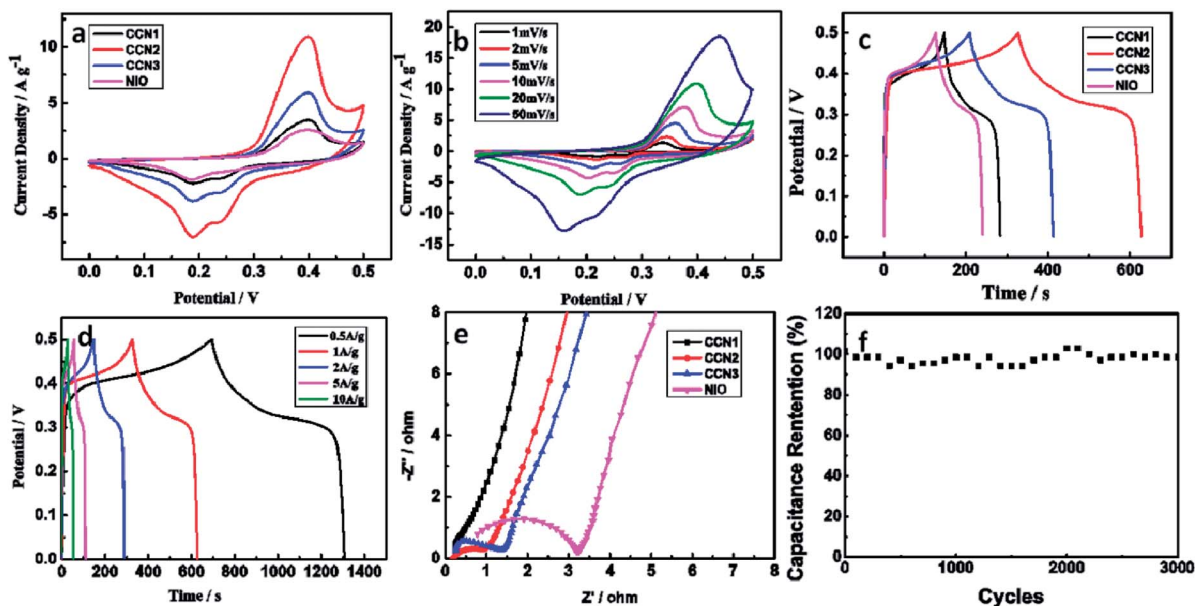 a
CCN1
CCN2
CCN3
NIO
Current Density / A g⁻¹
10
5
0
-5
0.0 0.1 0.2 0.3 0.4 0.5
Potential / V
b
1mV/s
2mV/s
5mV/s
10mV/s
20mV/s
50mV/s
Current Density / A g⁻¹
25
20
15
10
5
0
-5
-10
-15
0.0 0.1 0.2 0.3 0.4 0.5
Potential / V
c
CCN1
CCN2
CCN3
NIO
Potential / V
0.5
0.4
0.3
0.2
0.1
0.0
0 200 400 600
Time / s
d
0.5A/g
1A/g
2A/g
5A/g
10A/g
Potential / V
0.5
0.4
0.3
0.2
0.1
0.0
0 200 400 600 800 1000 1200 1400
Time / s
e
CCN1
CCN2
CCN3
NIO
-Z'' / ohm
8
6
4
2
0
0 1 2 3 4 5 6 7 8
Z' / ohm
f
Capacitance Rentention (%)
120
100
80
60
40
20
0
0 1000 2000 3000
Cycles